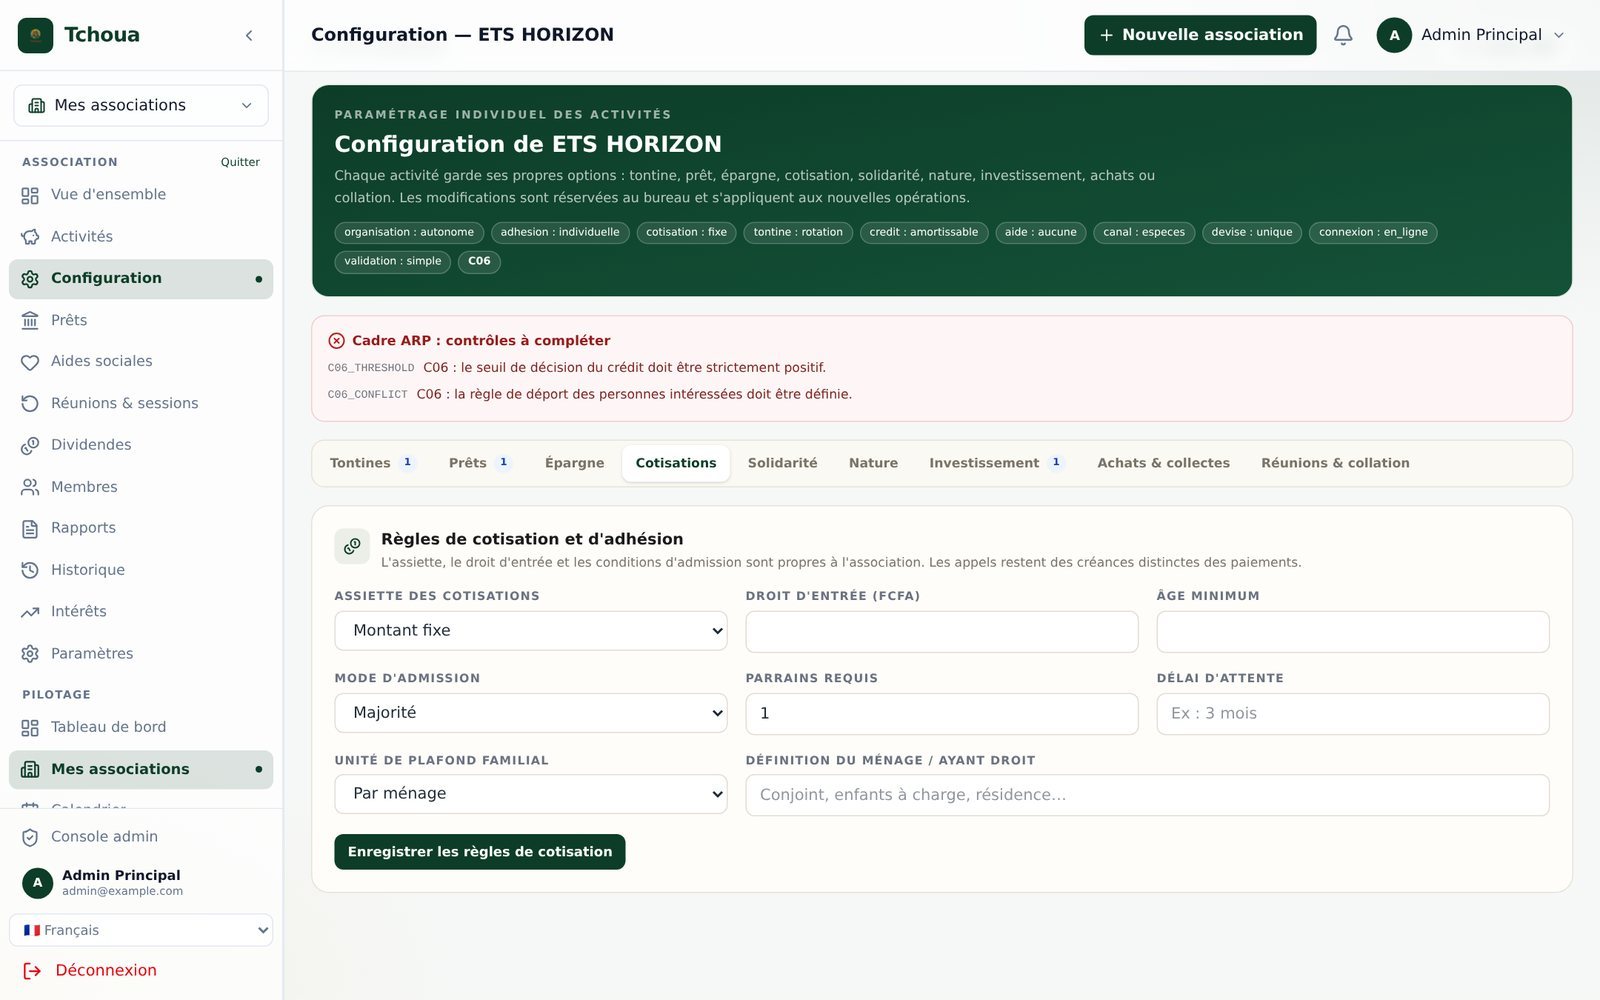 Tchoua
Mes associations
ASSOCIATION Quitter
Vue d'ensemble
Activités
Configuration
Prêts
Aides sociales
Réunions & sessions
Dividendes
Membres
Rapports
Historique
Intérêts
Paramètres
PILOTAGE
Tableau de bord
Mes associations
Calendrier
Console admin
A
Admin Principal
admin@example.com
Français
Déconnexion
Configuration — ETS HORIZON
+ Nouvelle association
A Admin Principal
PARAMÉTRAGE INDIVIDUEL DES ACTIVITÉS
Configuration de ETS HORIZON
Chaque activité garde ses propres options : tontine, prêt, épargne, cotisation, solidarité, nature, investissement, achats ou
collation. Les modifications sont réservées au bureau et s'appliquent aux nouvelles opérations.
organisation : autonome adhesion : individuelle cotisation : fixe tontine : rotation credit : amortissable aide : aucune canal : especes devise : unique connexion : en_ligne
validation : simple C06
Cadre ARP : contrôles à compléter
C06_THRESHOLD C06 : le seuil de décision du crédit doit être strictement positif.
C06_CONFLICT C06 : la règle de déport des personnes intéressées doit être définie.
Tontines 1 Prêts 1 Épargne Cotisations Solidarité Nature Investissement 1 Achats & collectes Réunions & collation
Règles de cotisation et d'adhésion
L'assiette, le droit d'entrée et les conditions d'admission sont propres à l'association. Les appels restent des créances distinctes des paiements.
ASSIETTE DES COTISATIONS DROIT D'ENTRÉE (FCFA) ÂGE MINIMUM
Montant fixe
MODE D'ADMISSION PARRAINS REQUIS DÉLAI D'ATTENTE
Majorité 1 Ex : 3 mois
UNITÉ DE PLAFOND FAMILIAL DÉFINITION DU MÉNAGE / AYANT DROIT
Par ménage Conjoint, enfants à charge, résidence…
Enregistrer les règles de cotisation